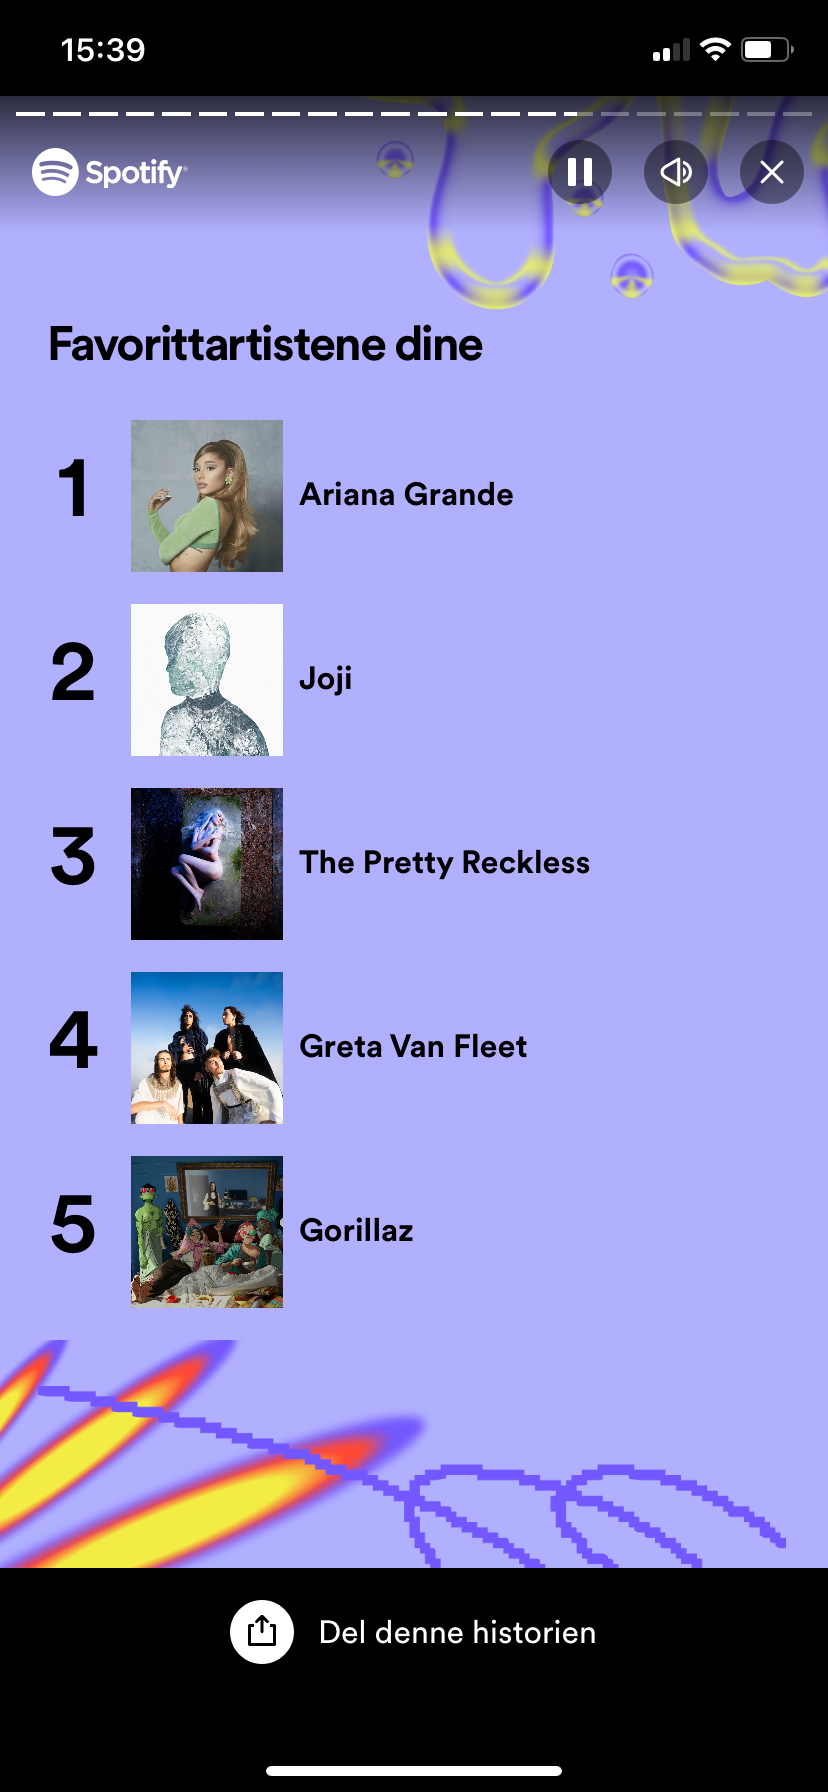 15:39
Spotify®
Favorittartistene dine
1
Ariana Grande
2
Joji
3
The Pretty Reckless
4
Greta Van Fleet
5
Gorillaz
Del denne historien